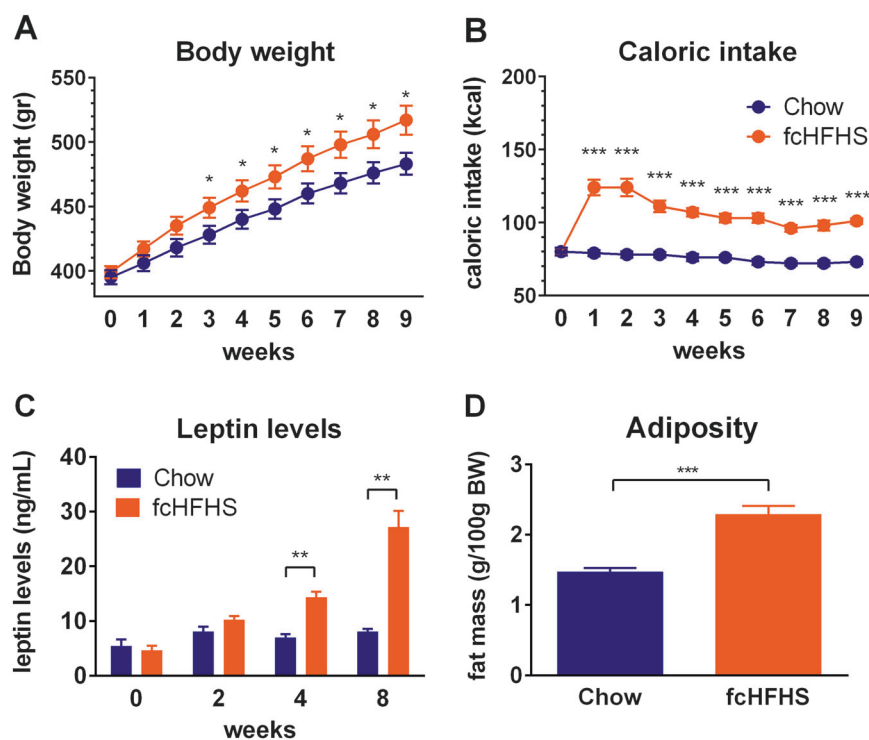 A
Body weight
Body weight (gr)
550
500
450
400
* * * * * * *
0 1 2 3 4 5 6 7 8 9
weeks
B
Caloric intake
caloric intake (kcal)
200
150
100
50
Chow
fcHFHS
*** *** *** *** *** *** *** *** ***
0 1 2 3 4 5 6 7 8 9
weeks
C
Leptin levels
leptin levels (ng/mL)
40
30
20
10
0
Chow
fcHFHS
**
**
0 2 4 8
weeks
D
Adiposity
fat mass (g/100g BW)
3
2
1
0
***
Chow fcHFHS